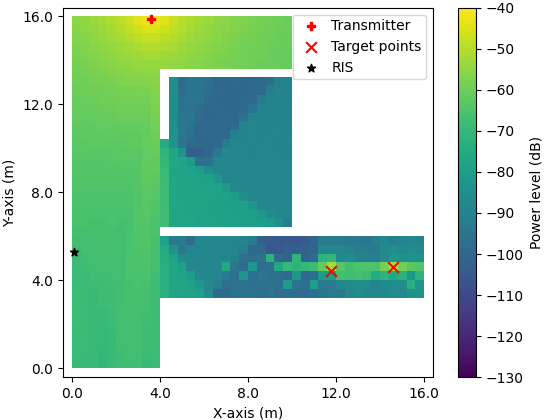 16.0
12.0
8.0
4.0
0.0
Y-axis (m)
0.0 4.0 8.0 12.0 16.0
X-axis (m)
Transmitter
Target points
RIS
−40
−50
−60
−70
−80
−90
−100
−110
−120
−130
Power level (dB)